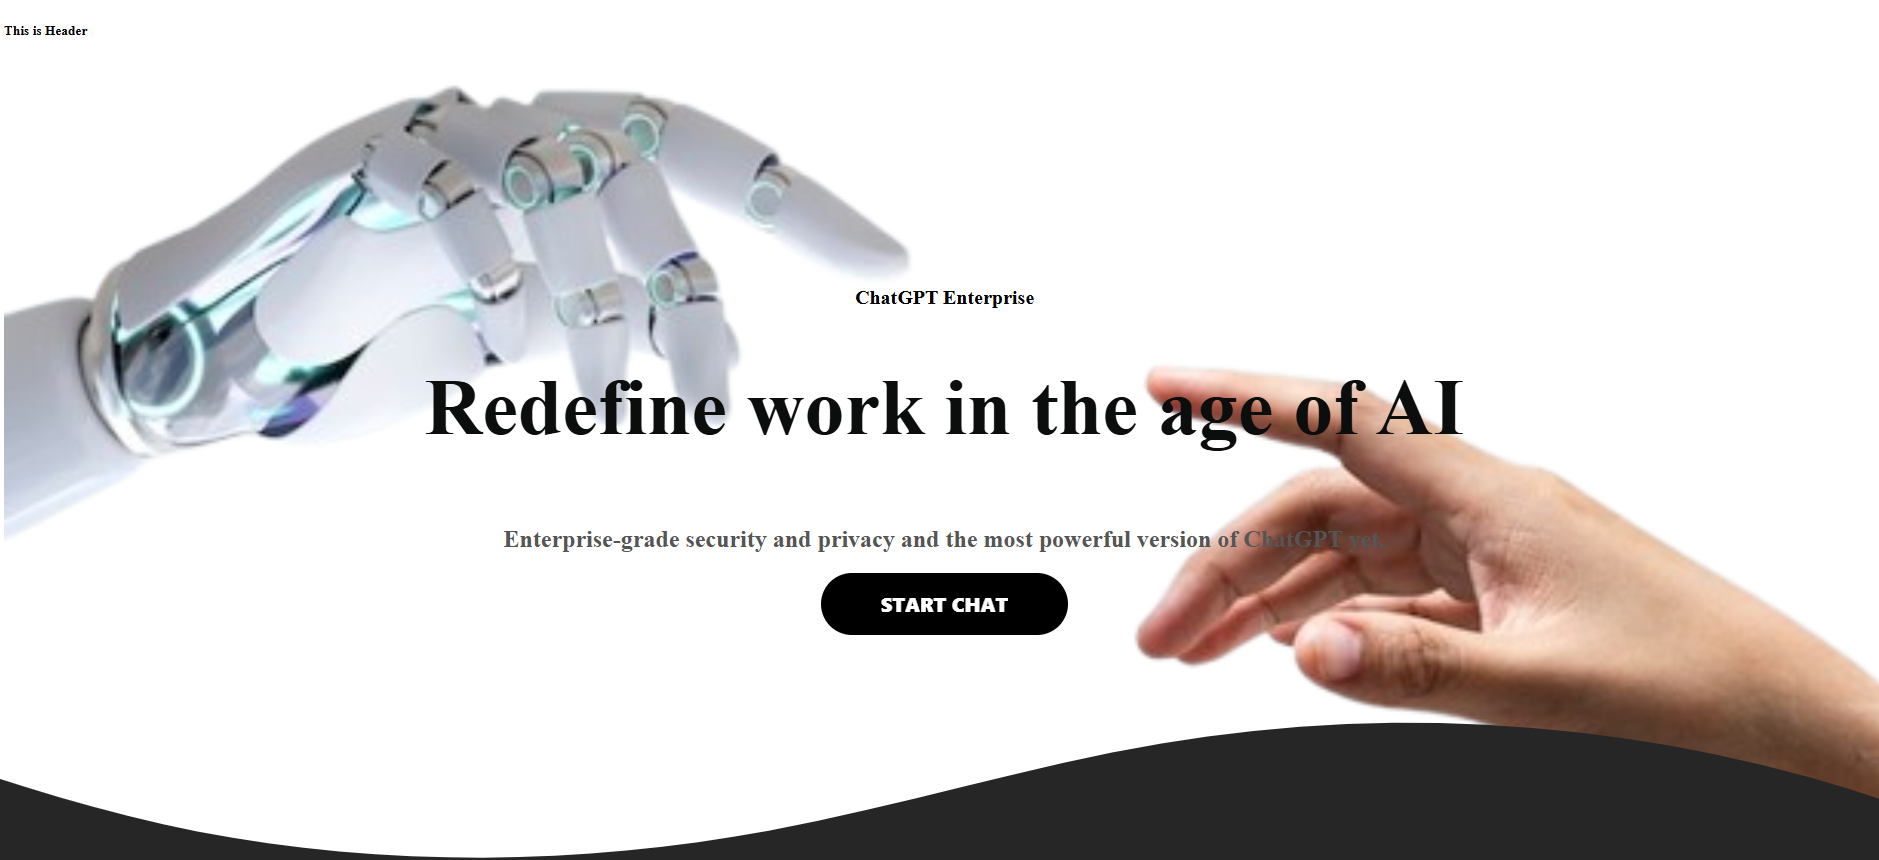 This is Header
ChatGPT Enterprise
Redefine work in the age of AI
Enterprise-grade security and privacy and the most powerful version of ChatGPT yet.
START CHAT